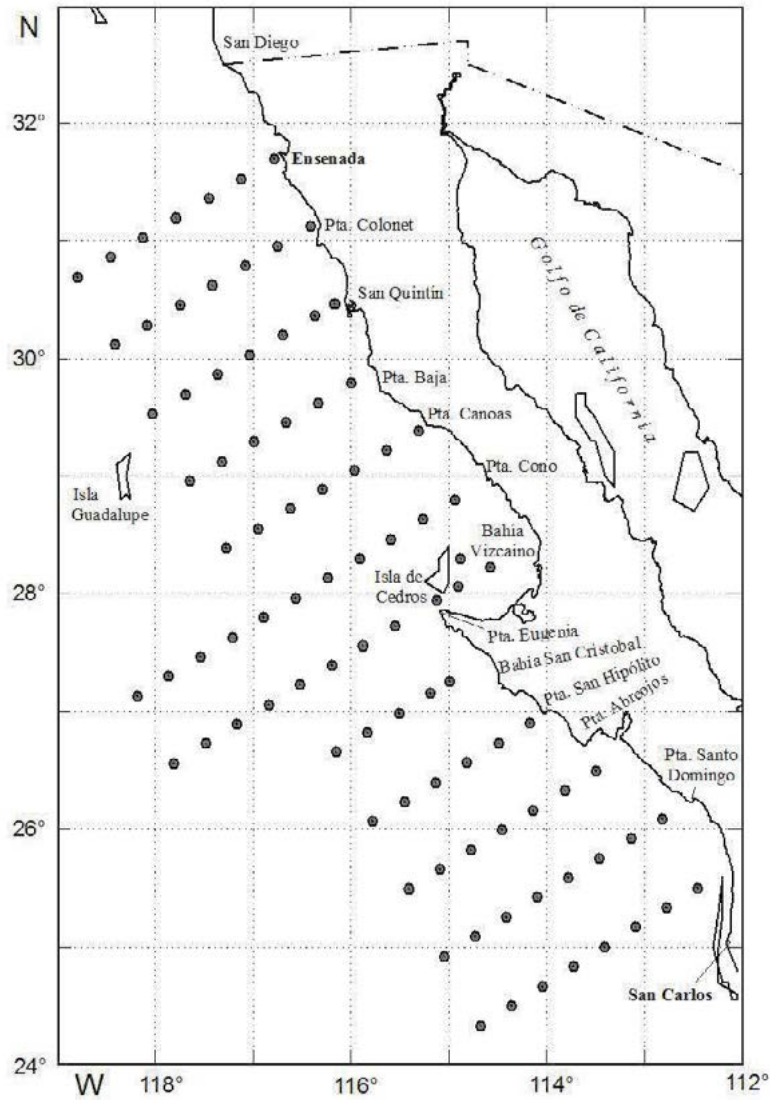 N
San Diego
32°
Ensenada
Pta. Colonet
Golfo de California
San Quintín
30°
Pta. Baja
Pta. Canoas
Pta. Cono
Isla
Guadalupe
Bahia
Vizcaino
Isla de
Cedros
28°
Pta. Eugenia
Bahia San Cristobal
Pta. San Hipólito
Pta. Abreojos
Pta. Santo
Domingo
26°
San Carlos
24°
W
118°
116°
114°
112°